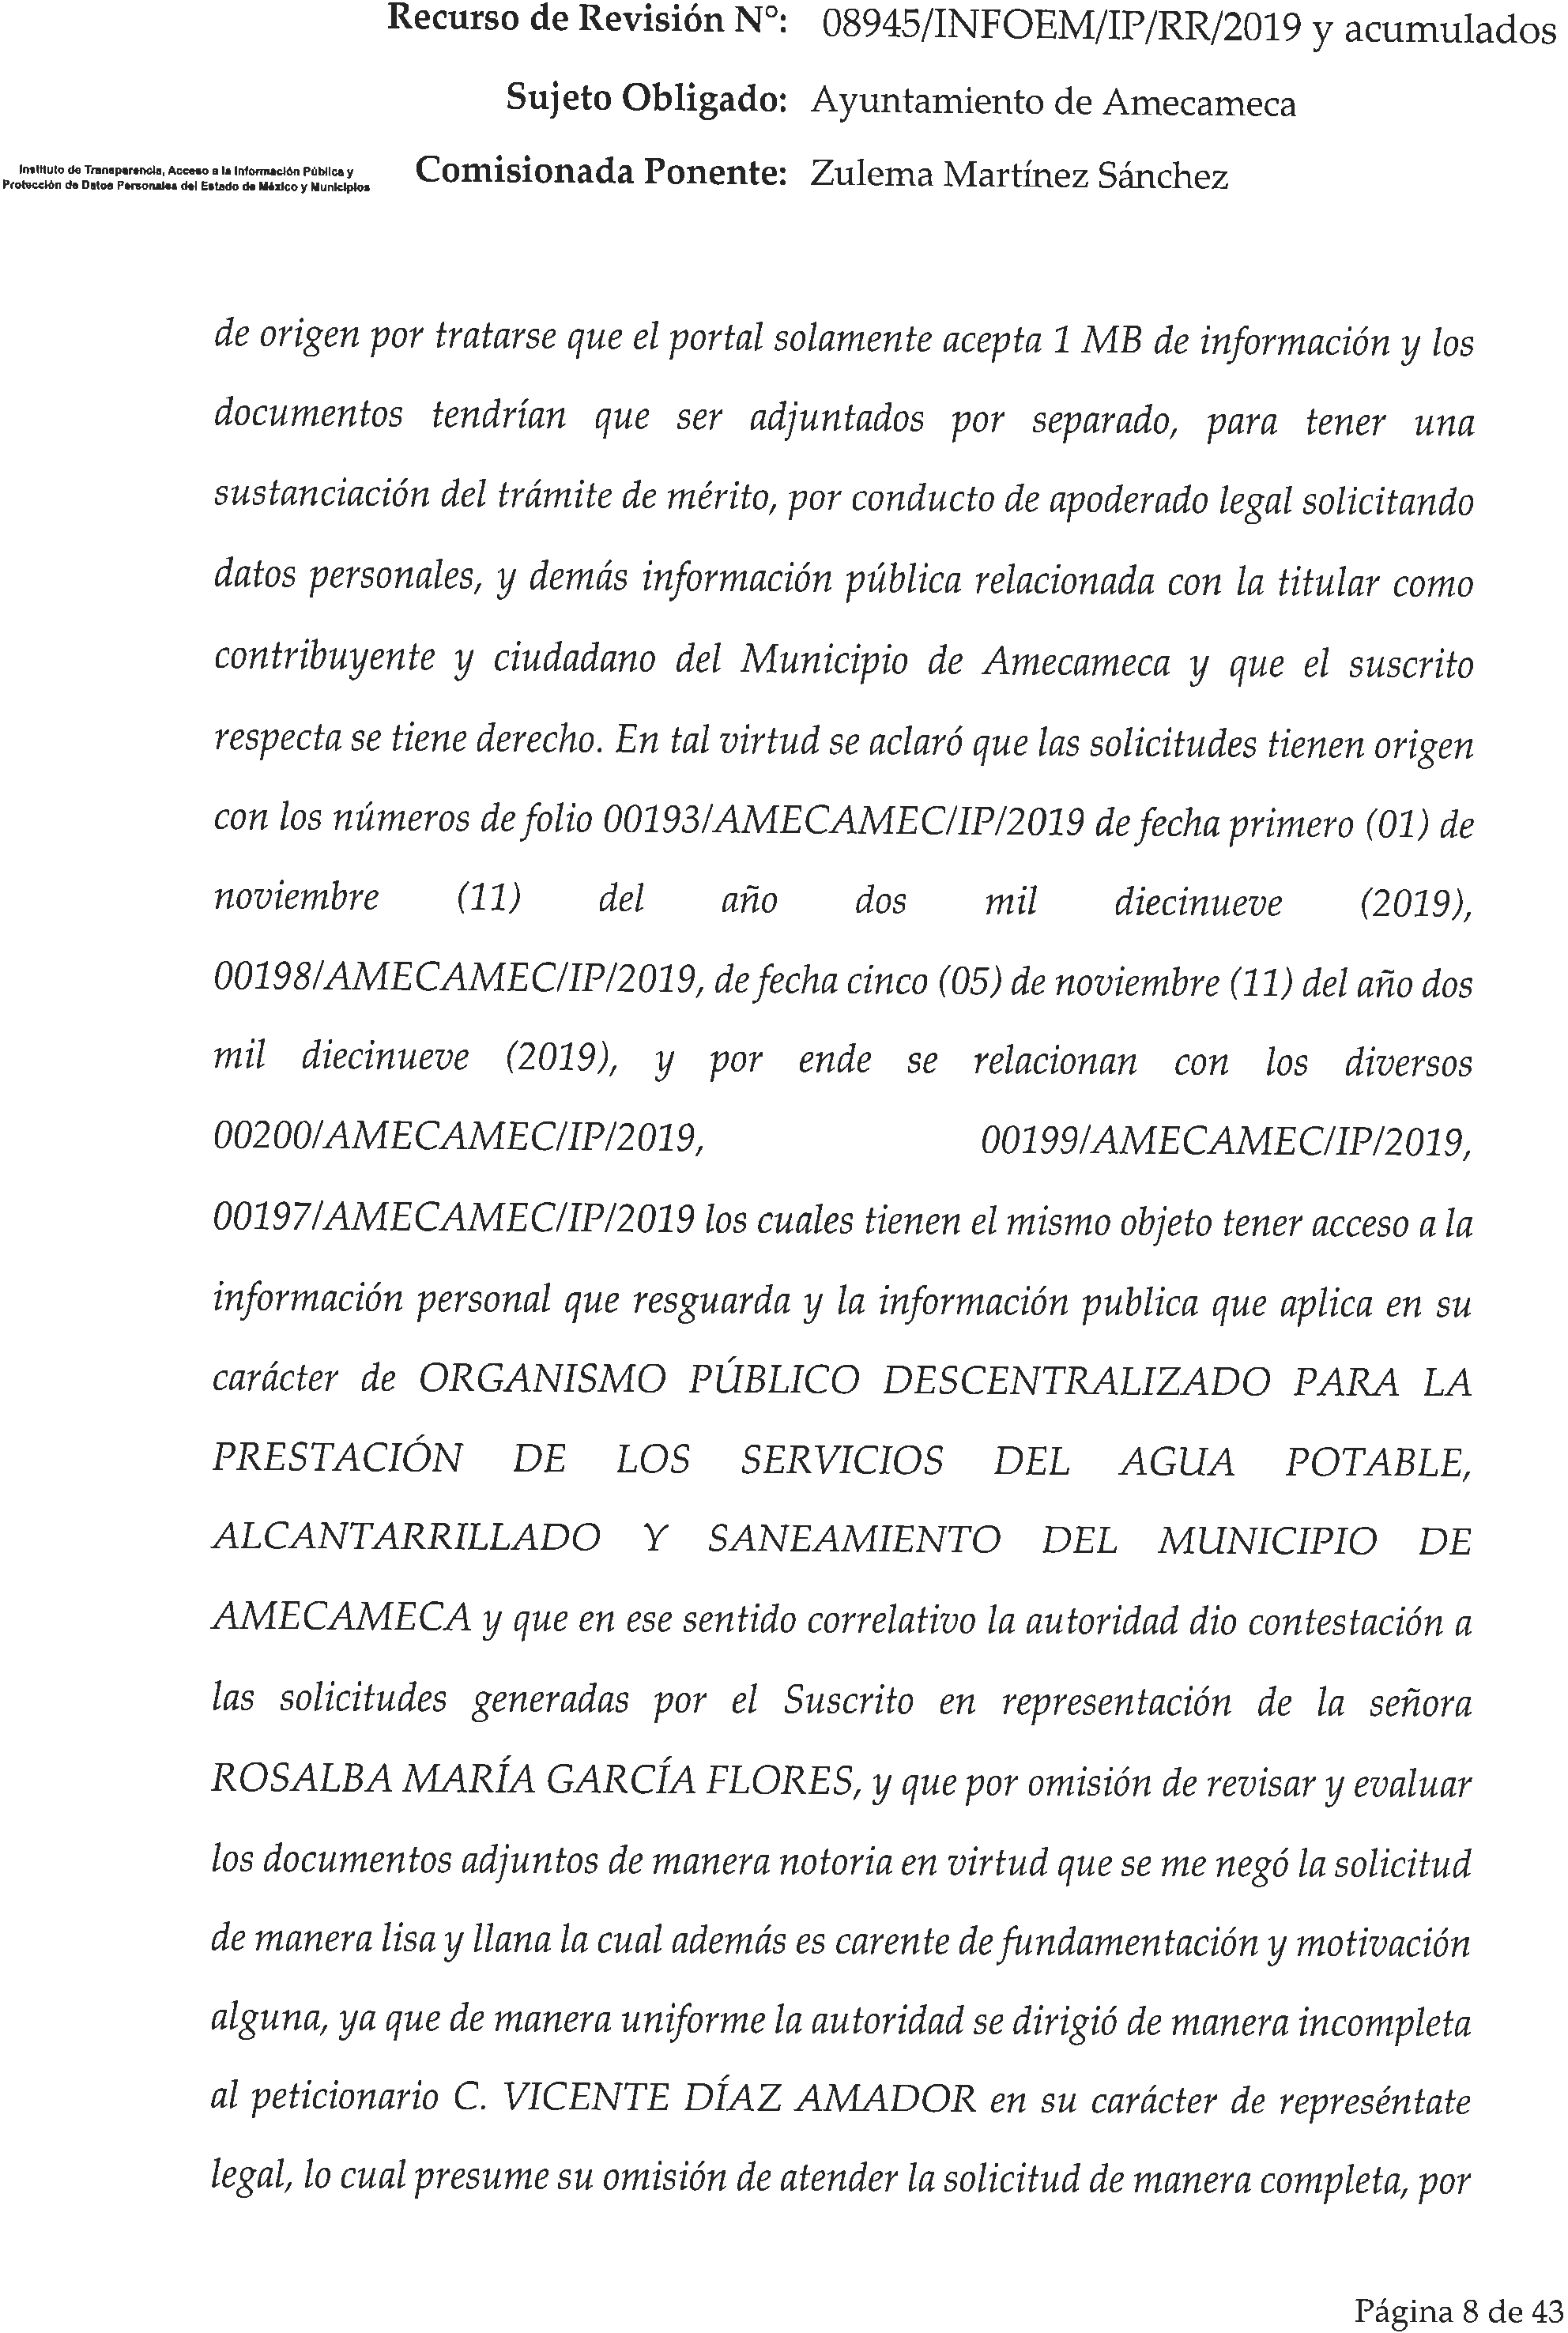 Recurso de Revisión N°: 08945/INFOEM/IP/RR/2019 y acumulados
Sujeto Obligado: Ayuntamiento de Amecameca
Instituto de Transparencia, Acceso a la Información Pública y
Protección de Datos Personales del Estado de México y Municipios
Comisionada Ponente: Zulema Martínez Sánchez
de origen por tratarse que el portal solamente acepta 1 MB de información y los
documentos tendrían que ser adjuntados por separado, para tener una
sustanciación del trámite de mérito, por conducto de apoderado legal solicitando
datos personales, y demás información pública relacionada con la titular como
contribuyente y ciudadano del Municipio de Amecameca y que el suscrito
respecta se tiene derecho. En tal virtud se aclaró que las solicitudes tienen origen
con los números de folio 00193/AMECAMEC/IP/2019 de fecha primero (01) de
noviembre (11) del año dos mil diecinueve (2019),
00198/AMECAMEC/IP/2019, de fecha cinco (05) de noviembre (11) del año dos
mil diecinueve (2019), y por ende se relacionan con los diversos
00200/AMECAMEC/IP/2019, 00199/AMECAMEC/IP/2019,
00197/AMECAMEC/IP/2019 los cuales tienen el mismo objeto tener acceso a la
información personal que resguarda y la información publica que aplica en su
carácter de ORGANISMO PÚBLICO DESCENTRALIZADO PARA LA
PRESTACIÓN DE LOS SERVICIOS DEL AGUA POTABLE,
ALCANTARRILLADO Y SANEAMIENTO DEL MUNICIPIO DE
AMECAMECA y que en ese sentido correlativo la autoridad dio contestación a
las solicitudes generadas por el Suscrito en representación de la señora
ROSALBA MARÍA GARCÍA FLORES, y que por omisión de revisar y evaluar
los documentos adjuntos de manera notoria en virtud que se me negó la solicitud
de manera lisa y llana la cual además es carente de fundamentación y motivación
alguna, ya que de manera uniforme la autoridad se dirigió de manera incompleta
al peticionario C. VICENTE DÍAZ AMADOR en su carácter de represéntate
legal, lo cual presume su omisión de atender la solicitud de manera completa, por
Página 8 de 43